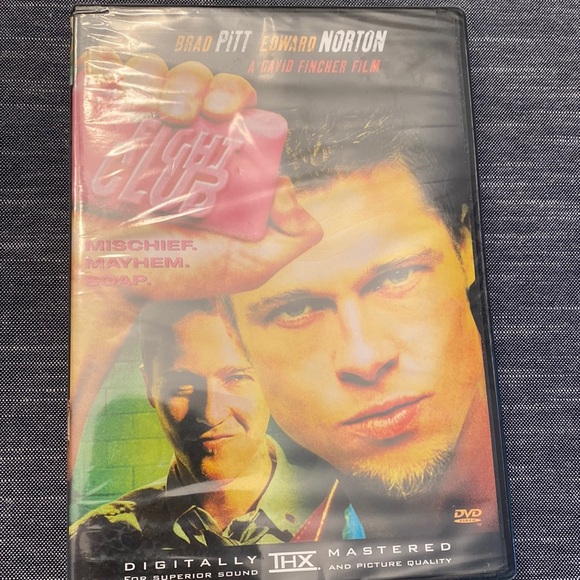 BRAD PITT EDWARD NORTON
A DAVID FINCHER FILM
FIGHT
CLUB
MISCHIEF.
MAYHEM.
SOAP.
DVD
VIDEO
DIGITALLY THX MASTERED
FOR SUPERIOR SOUND AND PICTURE QUALITY